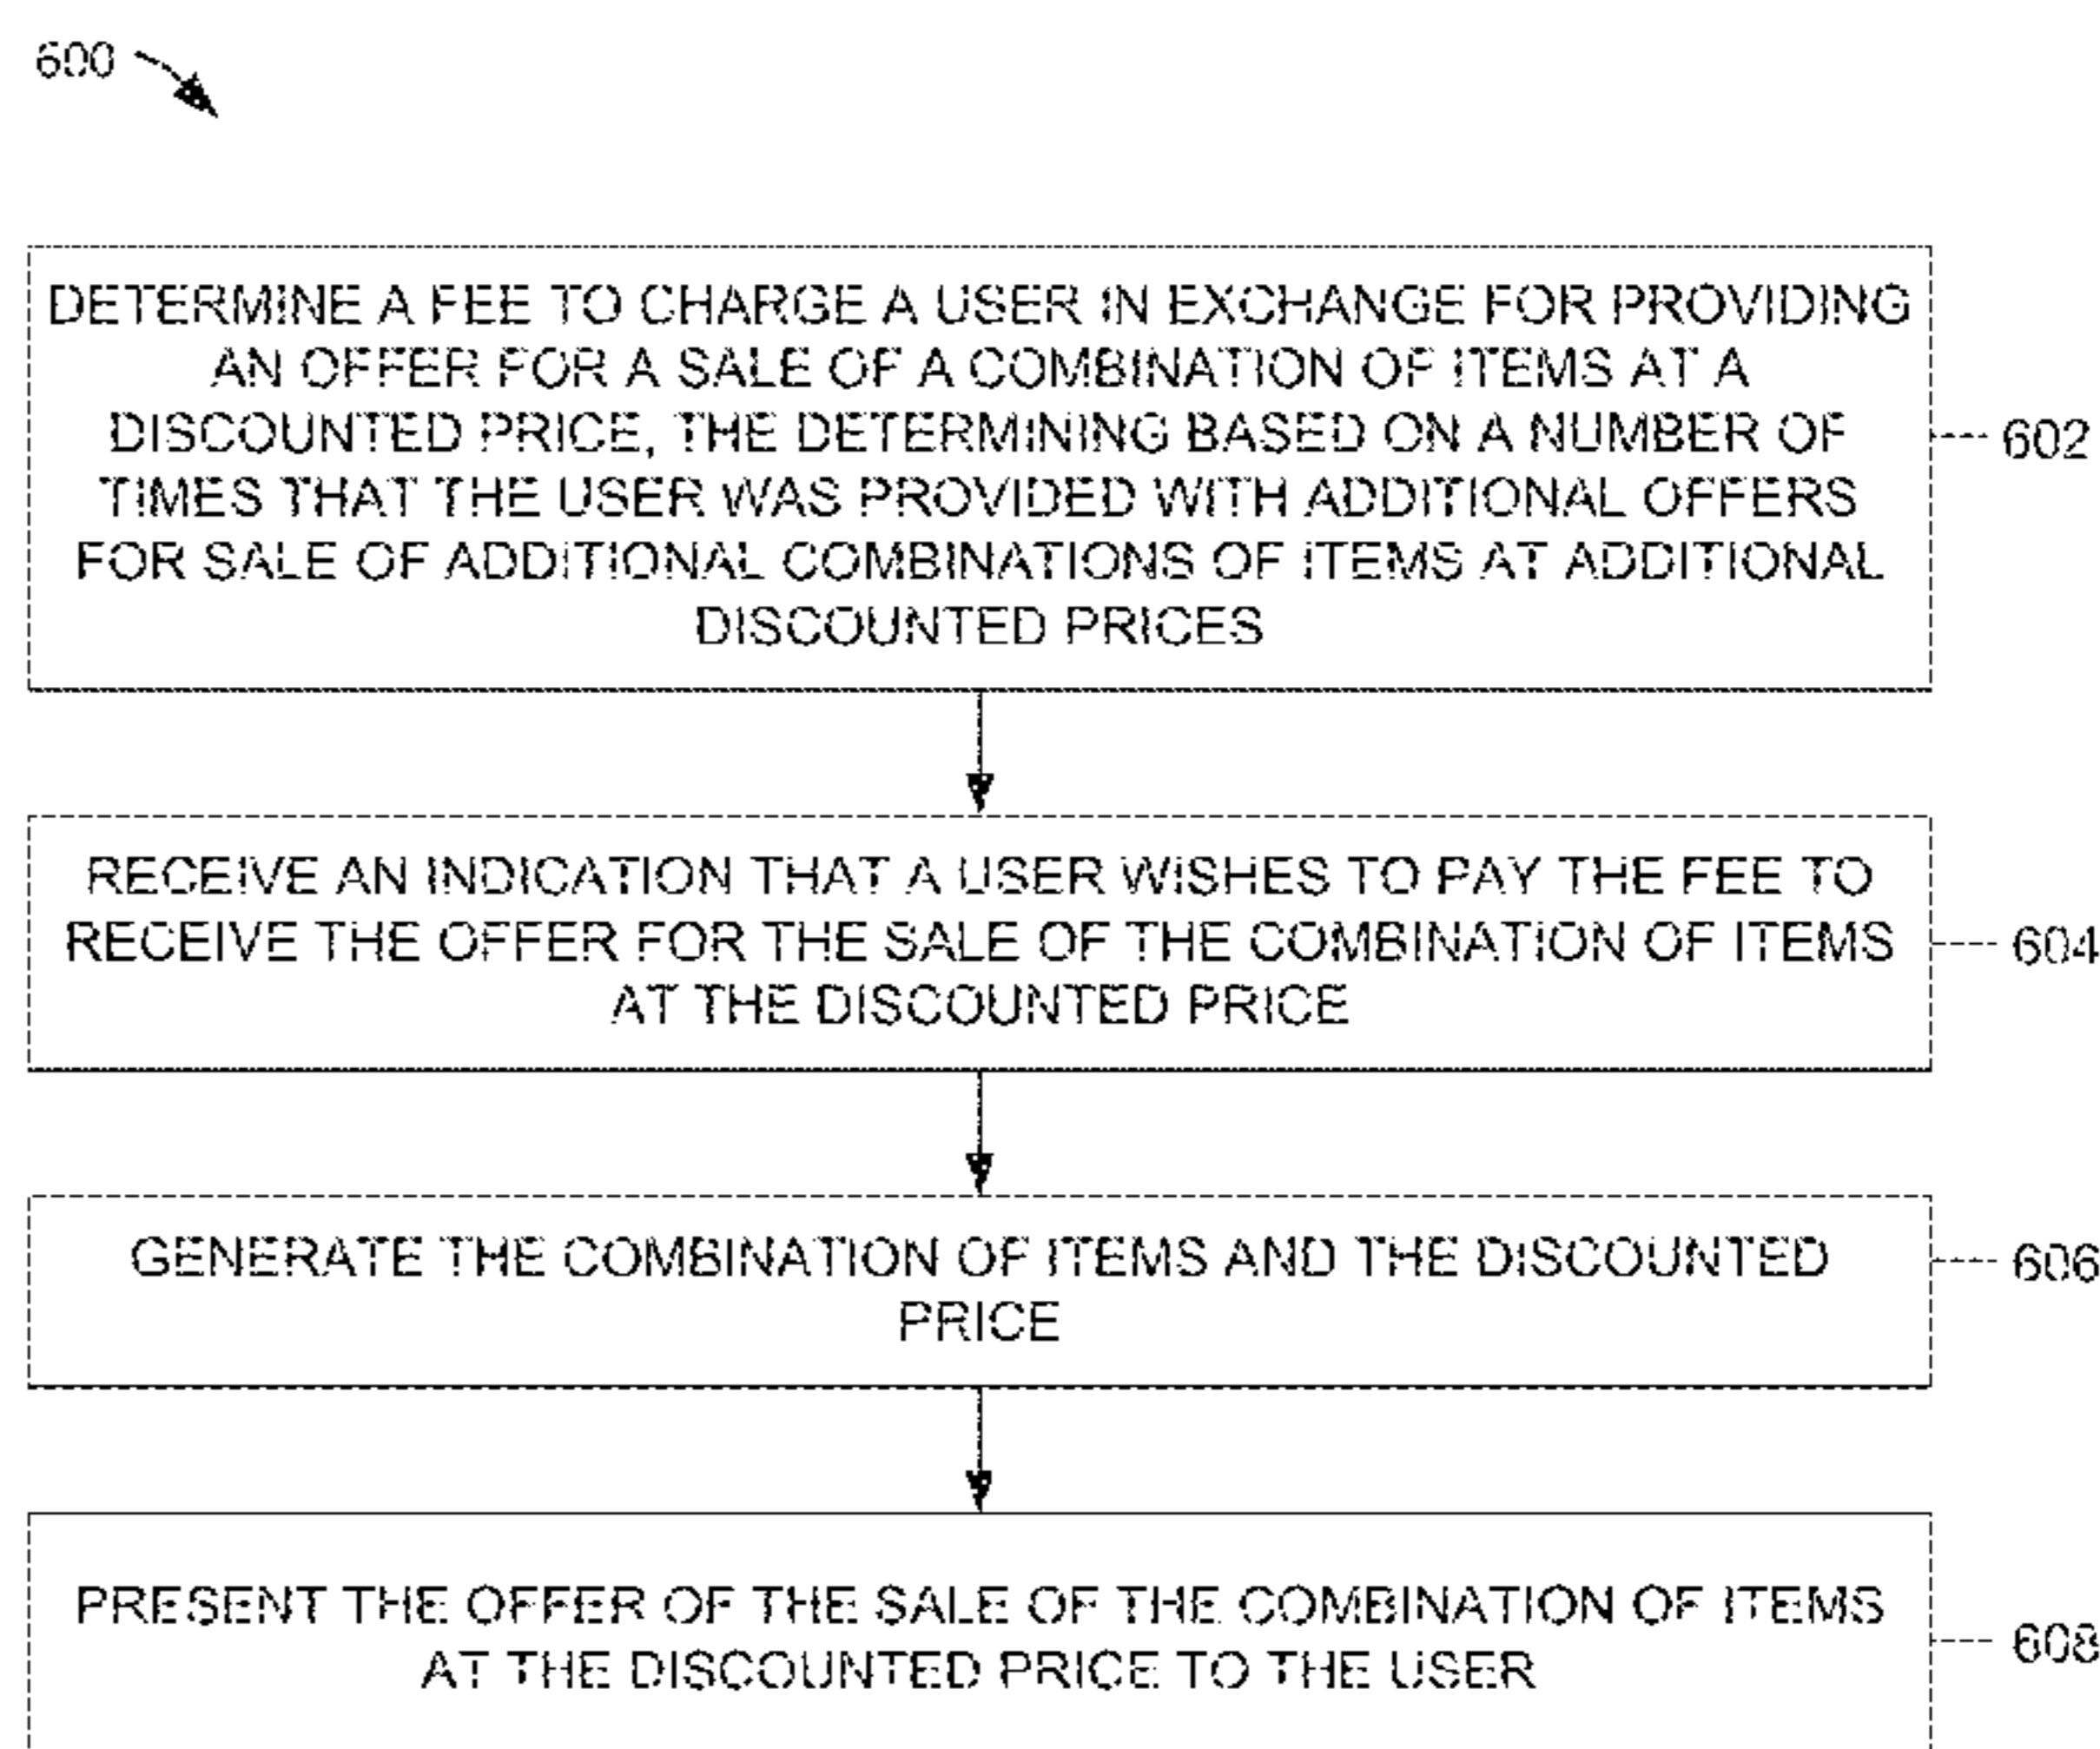 600
DETERMINE A FEE TO CHARGE A USER IN EXCHANGE FOR PROVIDING
AN OFFER FOR A SALE OF A COMBINATION OF ITEMS AT A
DISCOUNTED PRICE, THE DETERMINING BASED ON A NUMBER OF
TIMES THAT THE USER WAS PROVIDED WITH ADDITIONAL OFFERS
FOR SALE OF ADDITIONAL COMBINATIONS OF ITEMS AT ADDITIONAL
DISCOUNTED PRICES
602
RECEIVE AN INDICATION THAT A USER WISHES TO PAY THE FEE TO
RECEIVE THE OFFER FOR THE SALE OF THE COMBINATION OF ITEMS
AT THE DISCOUNTED PRICE
604
GENERATE THE COMBINATION OF ITEMS AND THE DISCOUNTED
PRICE
606
PRESENT THE OFFER OF THE SALE OF THE COMBINATION OF ITEMS
AT THE DISCOUNTED PRICE TO THE USER
608